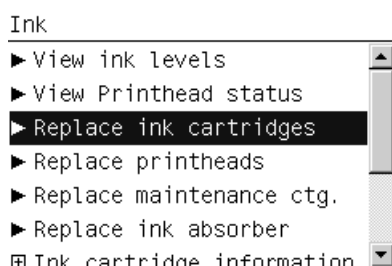 Ink
View ink levels
View Printhead status
Replace ink cartridges
Replace printheads
Replace maintenance ctg.
Replace ink absorber
Ink cartridge information